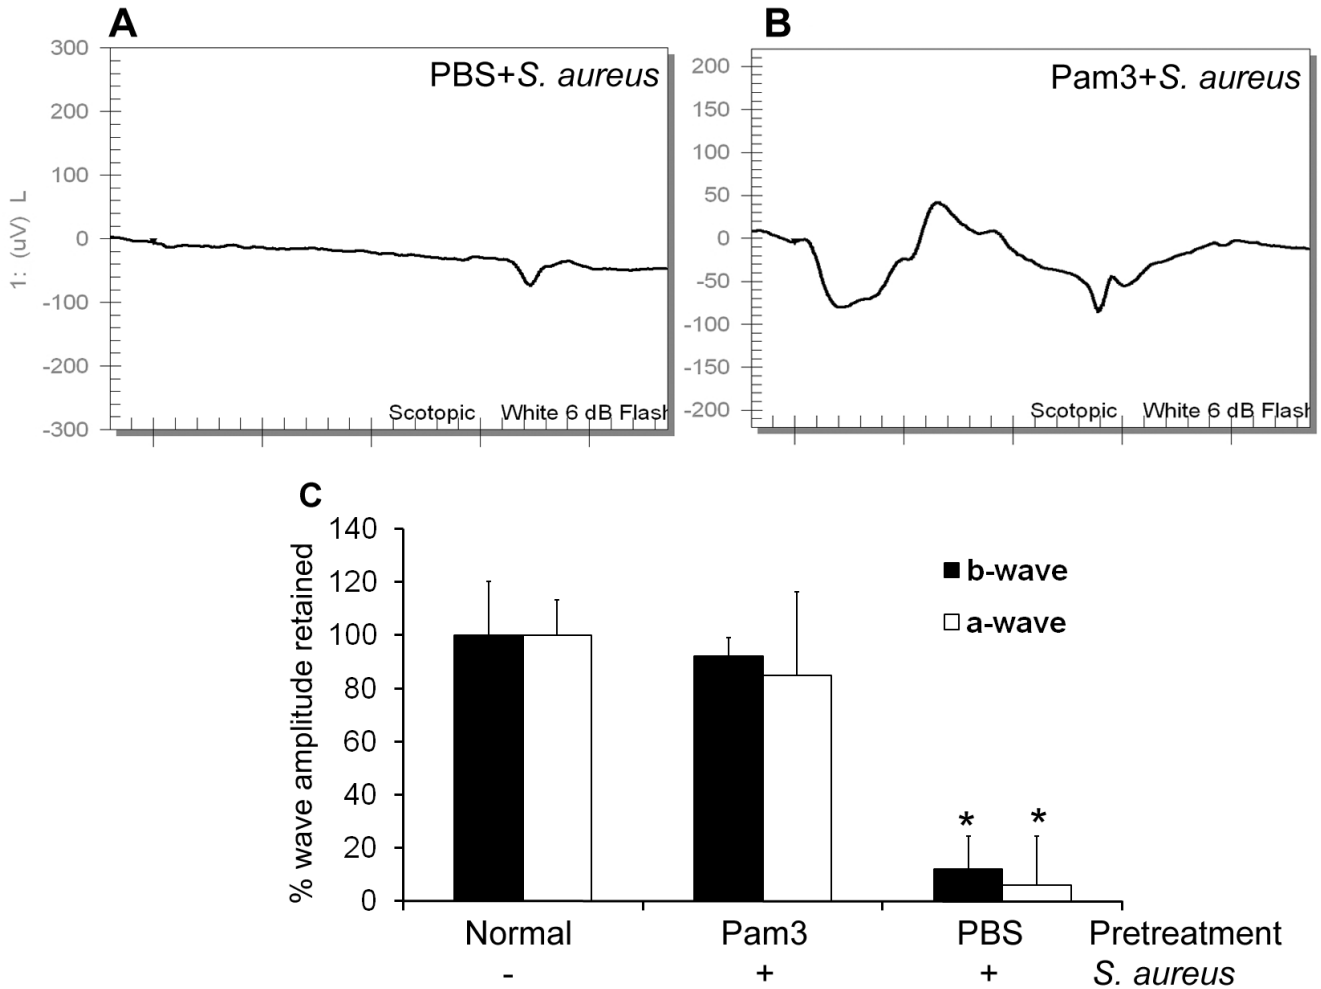 A
B
300
200
100
0
-100
-200
-300
1: (uV) L
PBS+S. aureus
Scotopic White 6 dB Flash
200
150
100
50
0
-50
-100
-150
-200
Pam3+S. aureus
Scotopic White 6 dB Flash
C
140
120
100
80
60
40
20
0
% wave amplitude retained
b-wave
a-wave
* *
Normal Pam3 PBS Pretreatment
- + + S. aureus